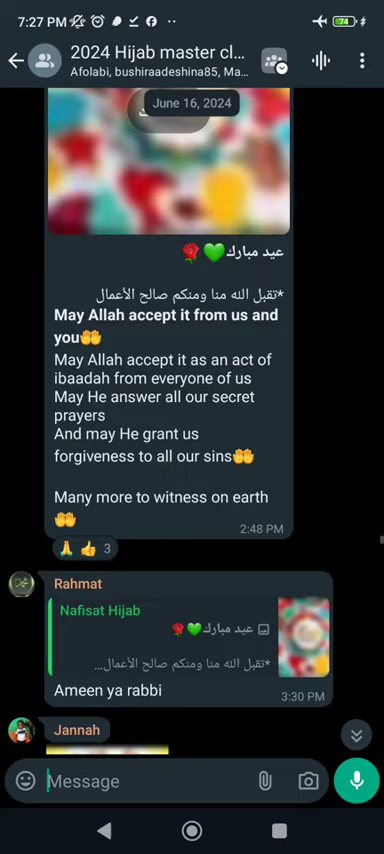 7:27 PM
74
2024 Hijab master cl...
Afolabi, bushiraadeshina85, Ma...
June 16, 2024
عيد مبارك💚🌹
*تقبل الله منا ومنكم صالح الأعمال
May Allah accept it from us and
you🤲
May Allah accept it as an act of
ibaadah from everyone of us
May He answer all our secret
prayers
And may He grant us
forgiveness to all our sins🤲
Many more to witness on earth
🤲
2:48 PM
🙏 👍 3
Rahmat
Nafisat Hijab
عيد مبارك💚🌹
*تقبل الله منا ومنكم صالح الأعمال...
Ameen ya rabbi
3:30 PM
Jannah
Message